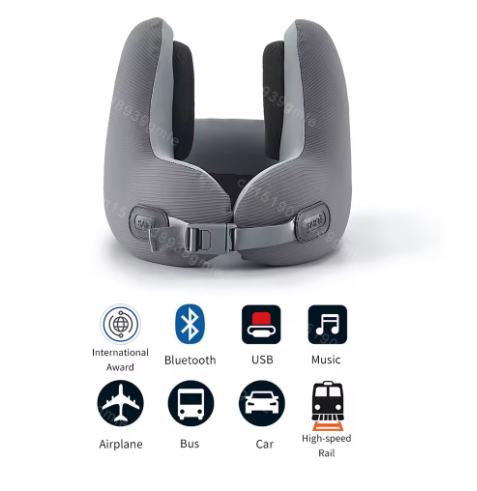 International
Award
Bluetooth
USB
Music
Airplane
Bus
Car
High-speed
Rail